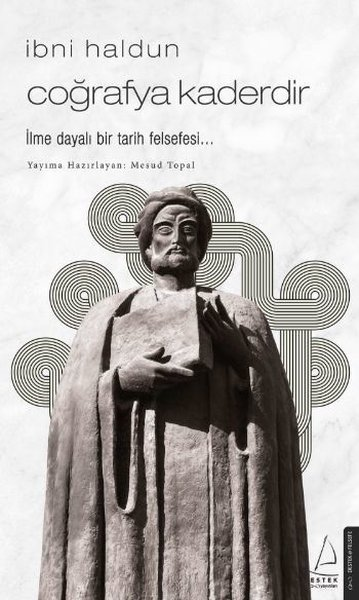 ibni haldun
coğrafya kaderdir
İlme dayalı bir tarih felsefesi...
Yayıma Hazırlayan: Mesud Topal
DESTEK